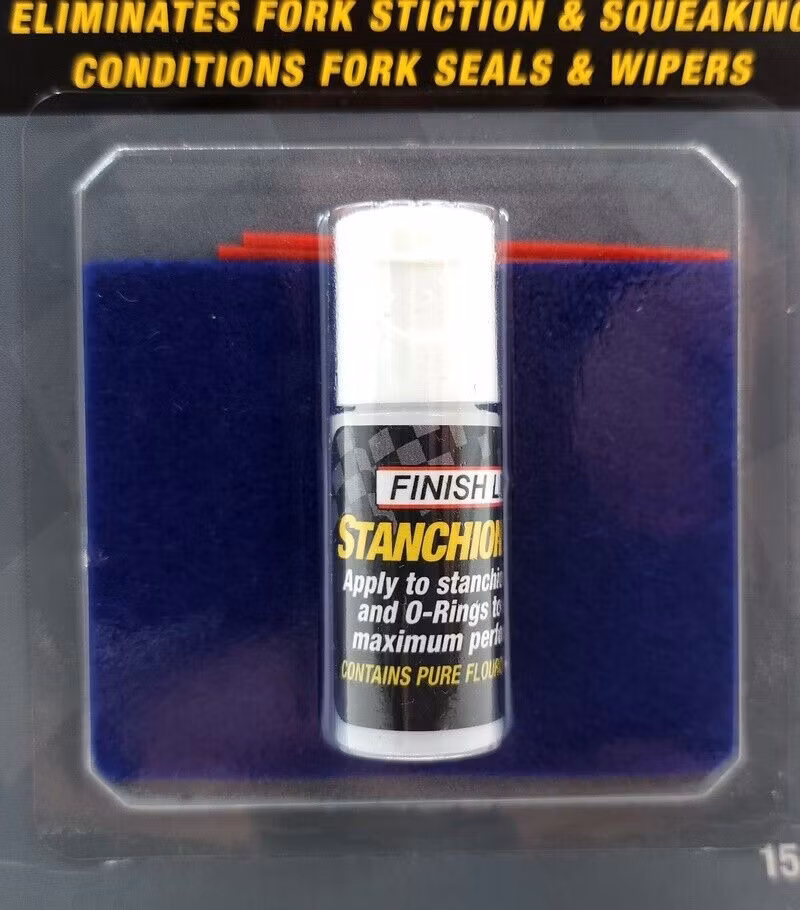 ELIMINATES FORK STICTION & SQUEAKING
CONDITIONS FORK SEALS & WIPERS
FINISH L
STANCHION
Apply to stanchi
and O-Rings to
maximum perfo
CONTAINS PURE FLOUR
15